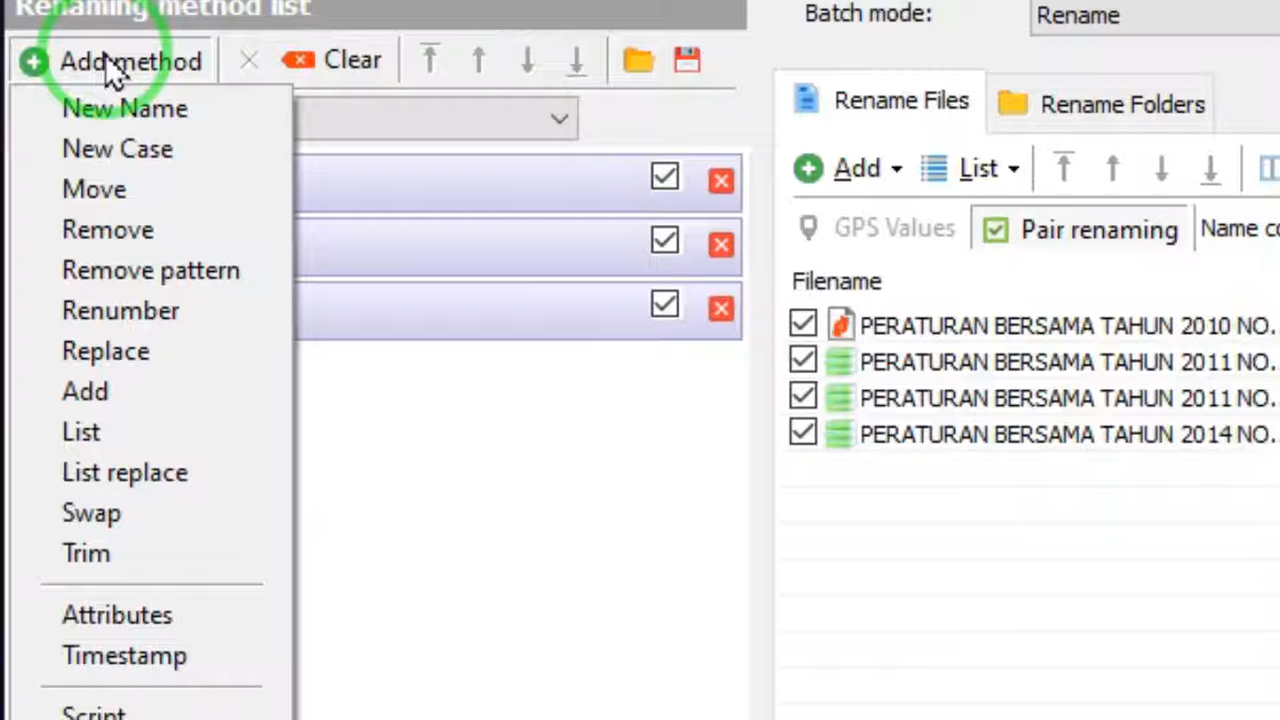 Renaming method list
Add method
Clear
New Name
New Case
Move
Remove
Remove pattern
Renumber
Replace
Add
List
List replace
Swap
Trim
Attributes
Timestamp
Script
Batch mode: Rename
Rename Files Rename Folders
Add List
GPS Values Pair renaming Name co
Filename
PERATURAN BERSAMA TAHUN 2010 NO...
PERATURAN BERSAMA TAHUN 2011 NO...
PERATURAN BERSAMA TAHUN 2011 NO...
PERATURAN BERSAMA TAHUN 2014 NO...